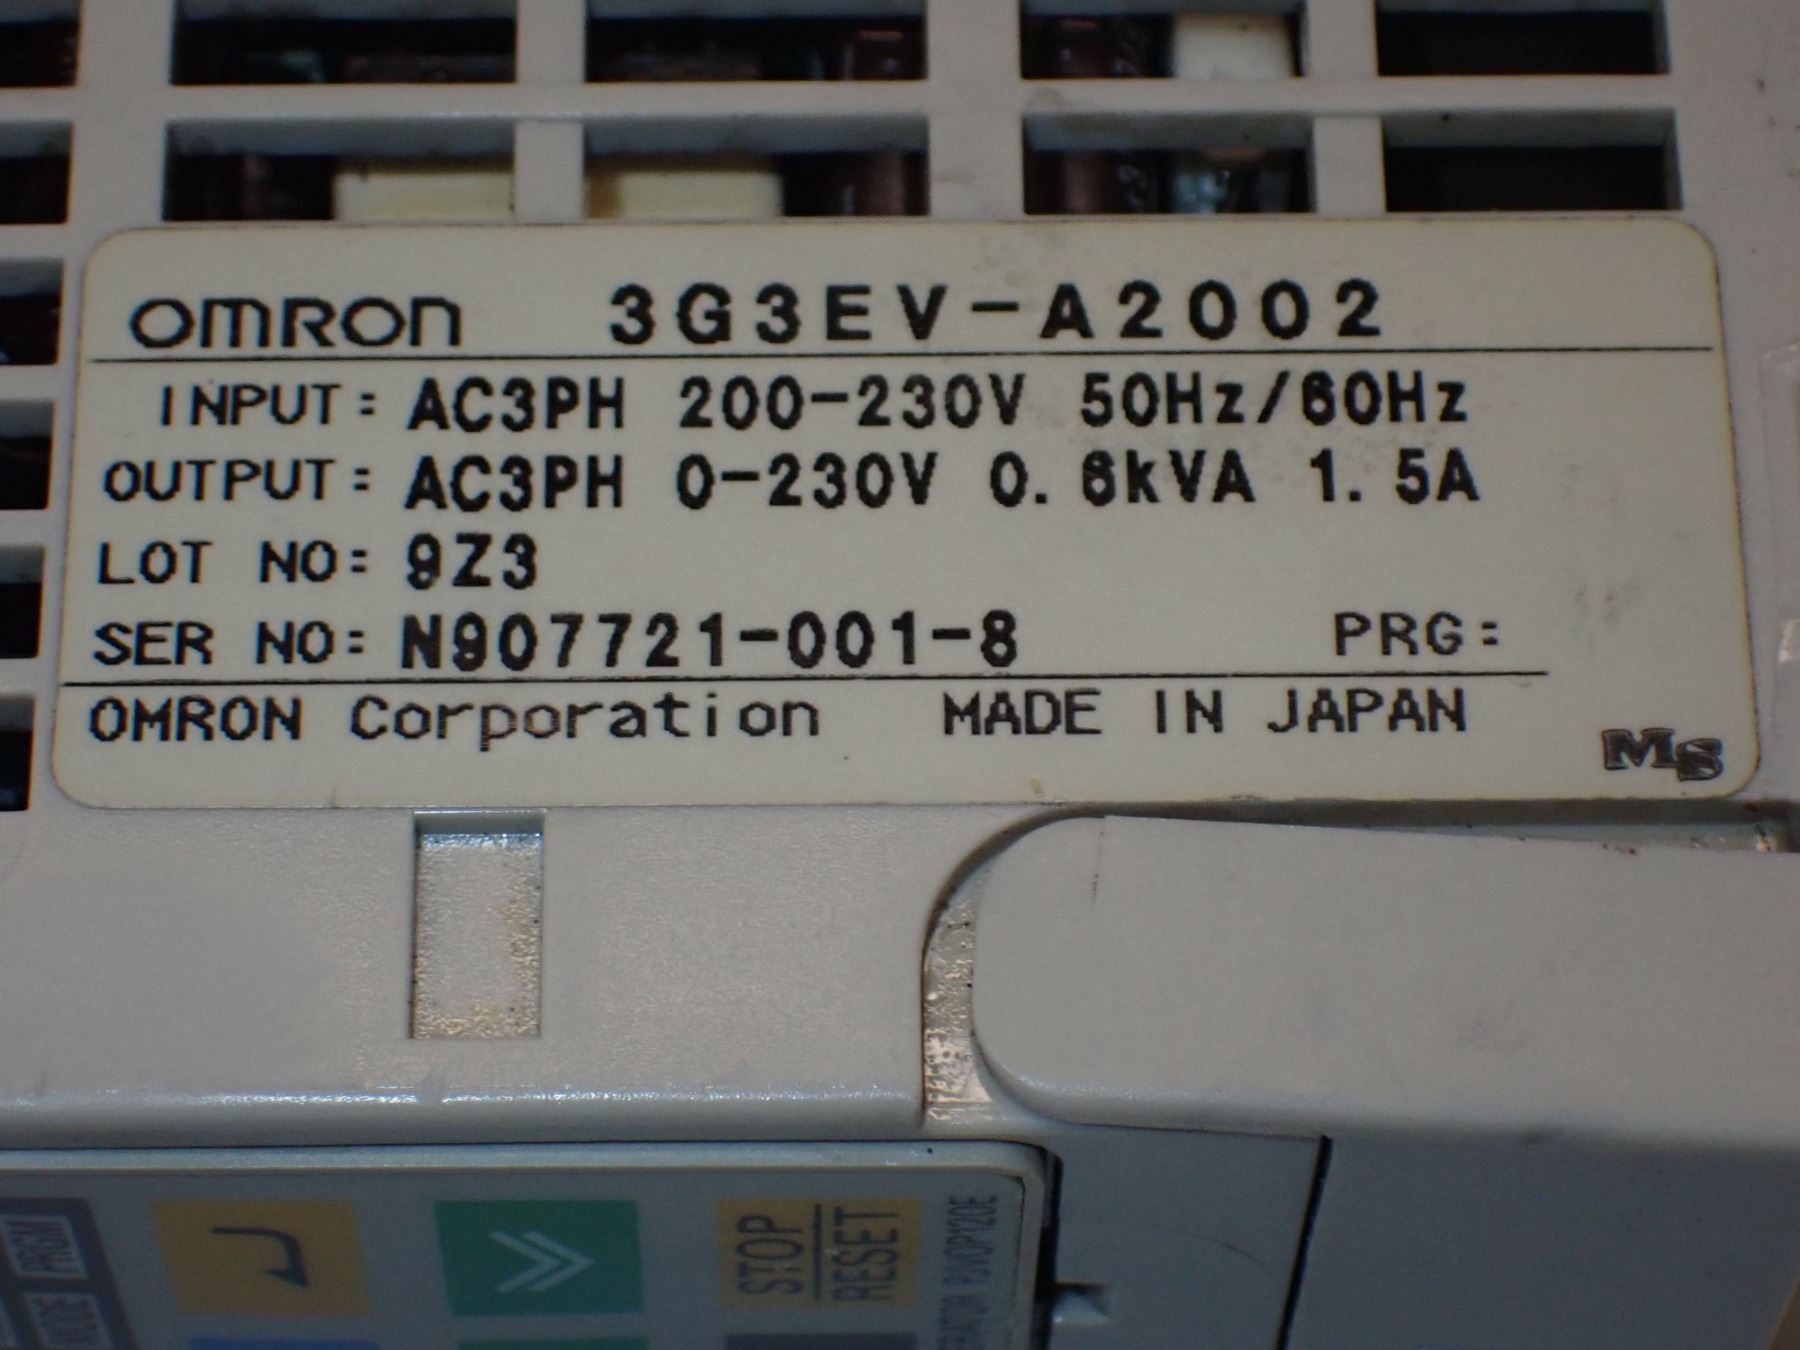 OMRON 3G3EV-A2002
INPUT: AC3PH 200-230V 50Hz/60Hz
OUTPUT: AC3PH 0-230V 0.6kVA 1.5A
LOT NO: 9Z3
SER NO: N907721-001-8 PRG:
OMRON Corporation MADE IN JAPAN
MS
PRGM
STOP
RESET